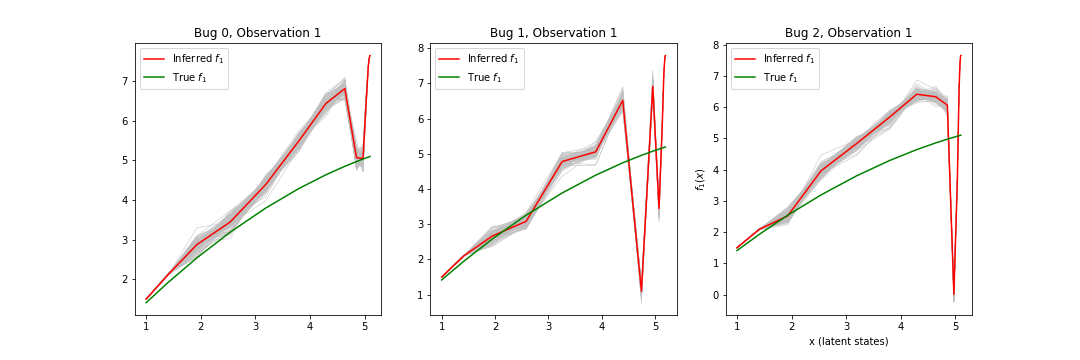 Bug 0, Observation 1
Inferred f₁
True f₁
7
6
5
4
3
2
1 2 3 4 5
Bug 1, Observation 1
Inferred f₁
True f₁
8
7
6
5
4
3
2
1
1 2 3 4 5
Bug 2, Observation 1
Inferred f₁
True f₁
f₁(x)
8
7
6
5
4
3
2
1
0
1 2 3 4 5
x (latent states)